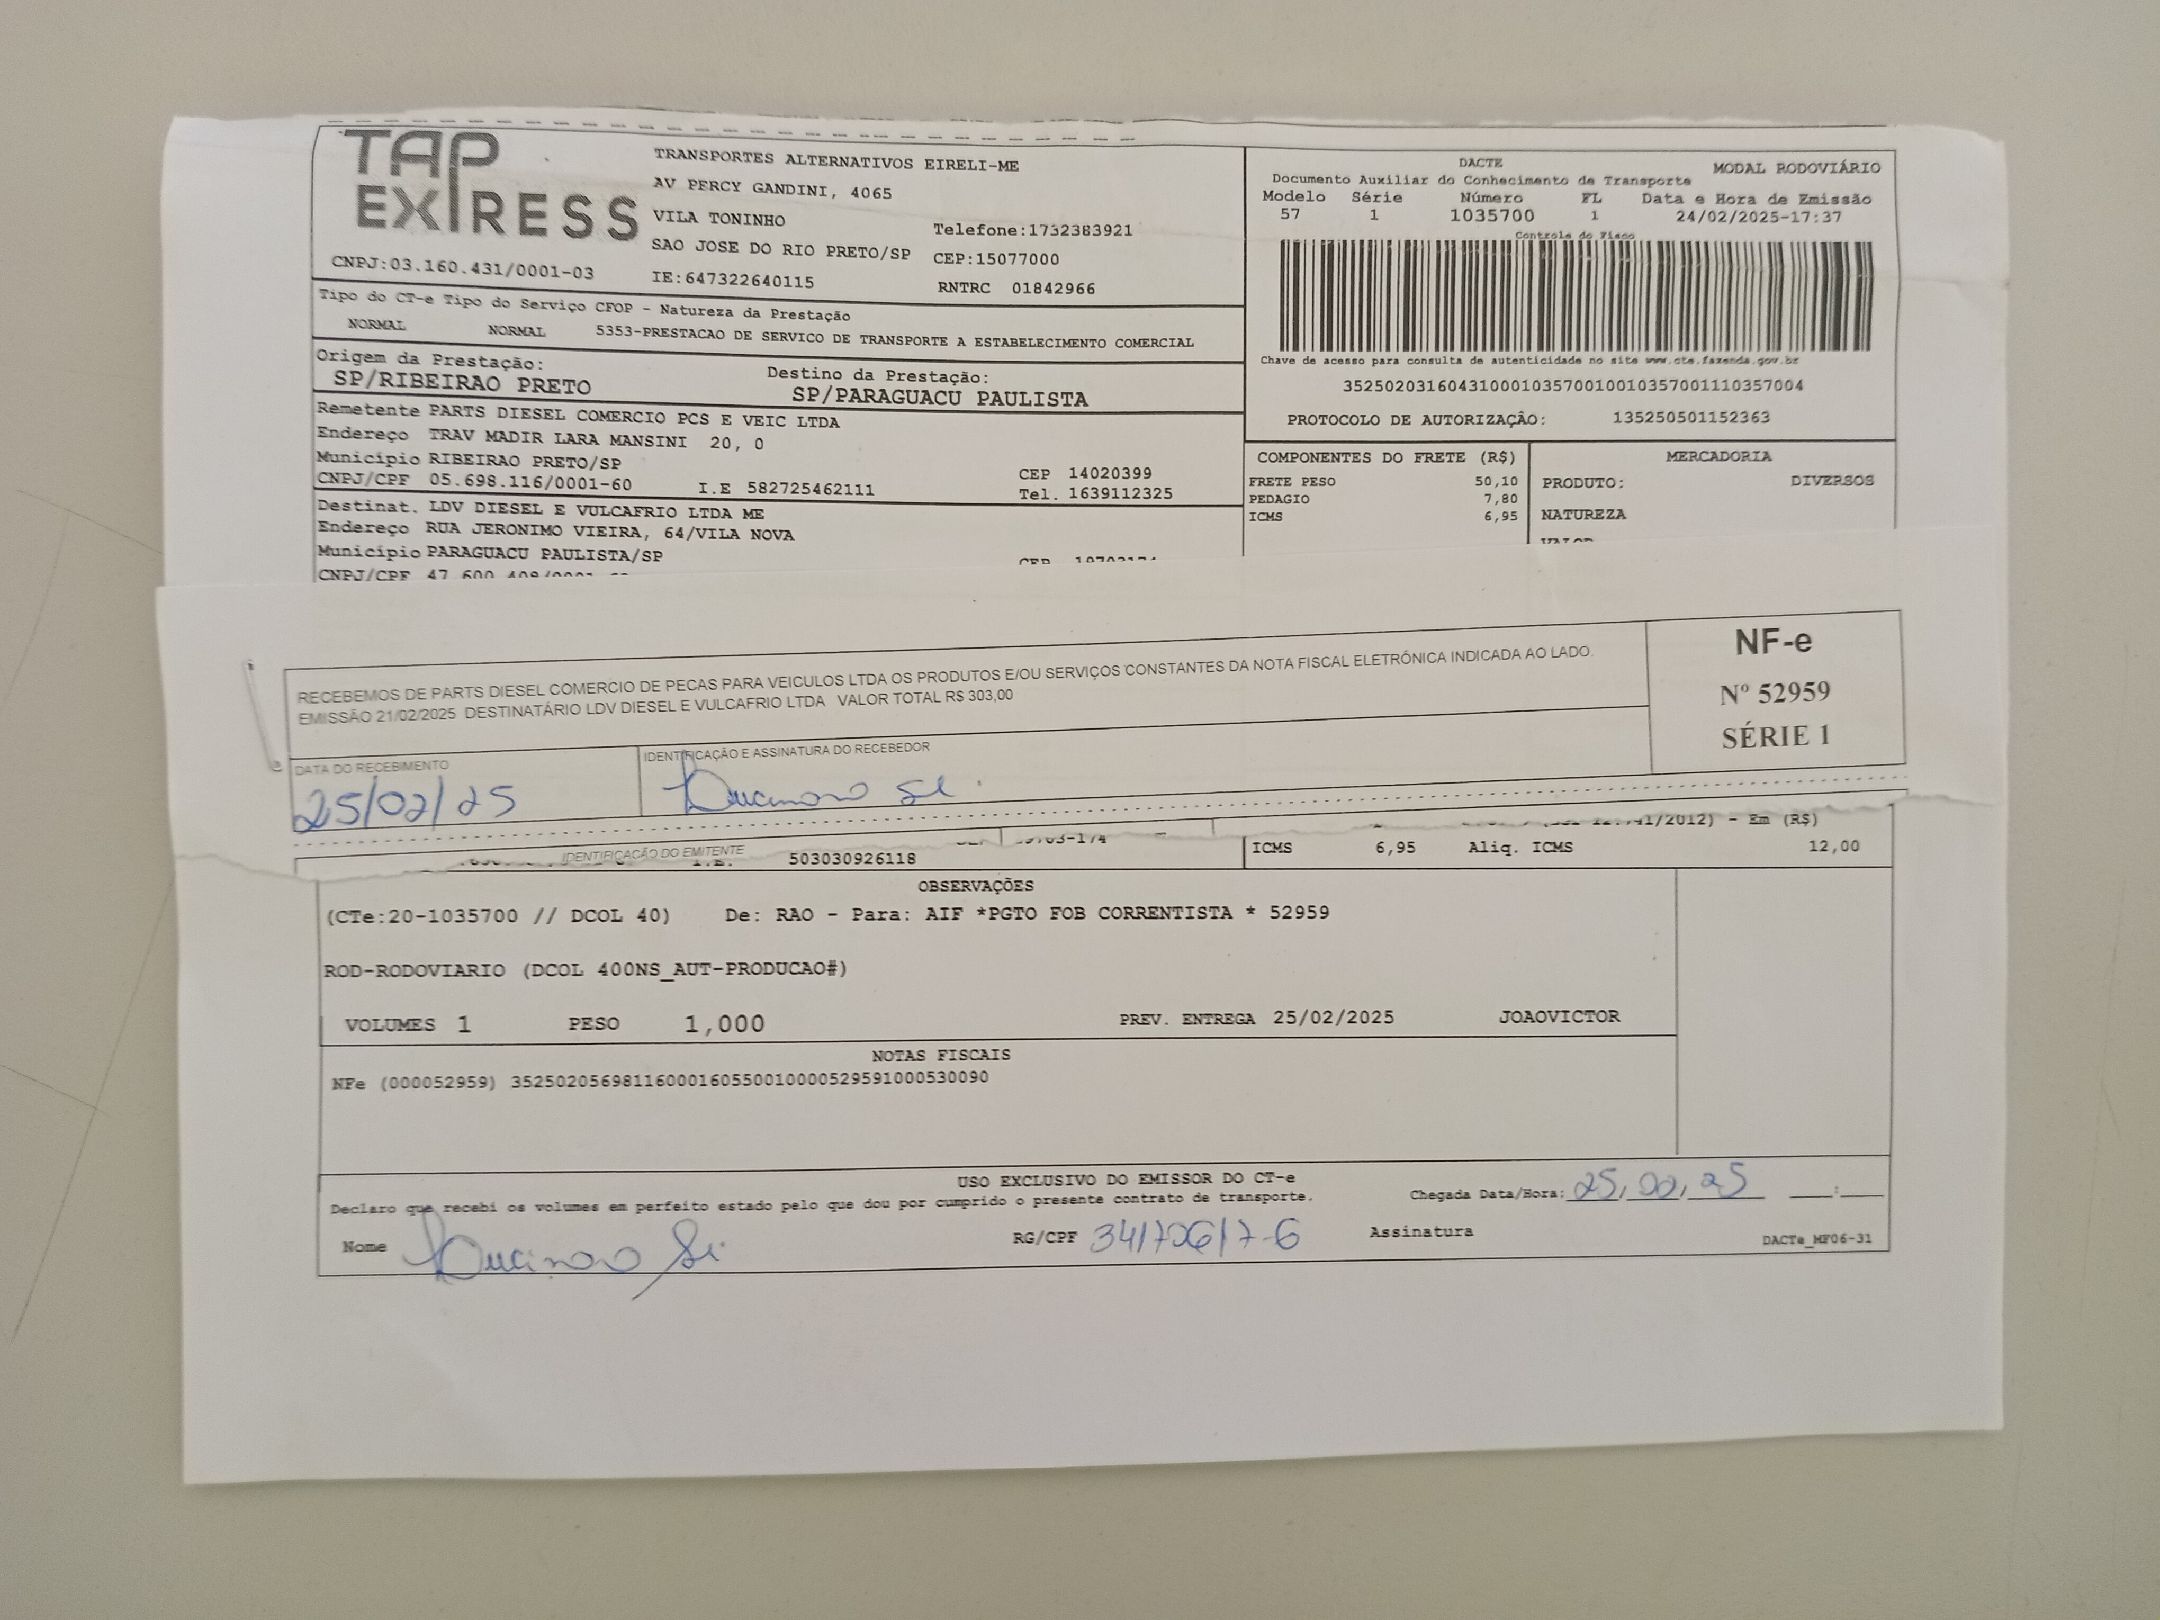 TAP EXPRESS
TRANSPORTES ALTERNATIVOS EIRELI-ME
AV PERCY GANDINI, 4065
VILA TONINHO
Telefone:1732383921
SAO JOSE DO RIO PRETO/SP CEP:15077000
CNPJ:03.160.431/0001-03 IE:647322640115 RNTRC 01842966
DACTE MODAL RODOVIÁRIO
Documento Auxiliar do Conhecimento de Transporte
Modelo Série Número FL Data e Hora de Emissão
57 1 1035700 1 24/02/2025-17:37
Controle do Fisco
Chave de acesso para consulta de autenticidade no site www.cte.fazenda.gov.br
35250203160431000103570010010357001110357004
PROTOCOLO DE AUTORIZAÇÃO: 135250501152363
Tipo do CT-e Tipo do Serviço CFOP - Natureza da Prestação
NORMAL NORMAL 5353-PRESTACAO DE SERVICO DE TRANSPORTE A ESTABELECIMENTO COMERCIAL
Origem da Prestação: Destino da Prestação:
SP/RIBEIRAO PRETO SP/PARAGUACU PAULISTA
Remetente PARTS DIESEL COMERCIO PCS E VEIC LTDA
Endereço TRAV MADIR LARA MANSINI 20, 0
Município RIBEIRAO PRETO/SP CEP 14020399
CNPJ/CPF 05.698.116/0001-60 I.E 582725462111 Tel. 1639112325
Destinat. LDV DIESEL E VULCAFRIO LTDA ME
Endereço RUA JERONIMO VIEIRA, 64/VILA NOVA
Município PARAGUACU PAULISTA/SP CEP
CNPJ/CPF
COMPONENTES DO FRETE (R$)
FRETE PESO 50,10
PEDAGIO 7,80
ICMS 6,95
MERCADORIA
PRODUTO: DIVERSOS
NATUREZA
VALOR
RECEBEMOS DE PARTS DIESEL COMERCIO DE PECAS PARA VEICULOS LTDA OS PRODUTOS E/OU SERVIÇOS CONSTANTES DA NOTA FISCAL ELETRÔNICA INDICADA AO LADO.
EMISSÃO 21/02/2025 DESTINATÁRIO LDV DIESEL E VULCAFRIO LTDA VALOR TOTAL R$ 303,00
NF-e
Nº 52959
SÉRIE 1
DATA DO RECEBIMENTO IDENTIFICAÇÃO E ASSINATURA DO RECEBEDOR
25/02/25
IDENTIFICAÇÃO DO EMITENTE
503030926118
- Em (R$)
ICMS 6,95 Aliq. ICMS 12,00
OBSERVAÇÕES
(CTe:20-1035700 // DCOL 40) De: RAO - Para: AIF *PGTO FOB CORRENTISTA * 52959
ROD-RODOVIARIO (DCOL 400NS_AUT-PRODUCAO#)
VOLUMES 1 PESO 1,000 PREV. ENTREGA 25/02/2025 JOAOVICTOR
NOTAS FISCAIS
NFe (000052959) 35250205698116000160550010000529591000530090
USO EXCLUSIVO DO EMISSOR DO CT-e
Declaro que recebi os volumes em perfeito estado pelo que dou por cumprido o presente contrato de transporte.
Chegada Data/Hora: 25,02,25
Nome RG/CPF Assinatura
DACTe_MF06-31